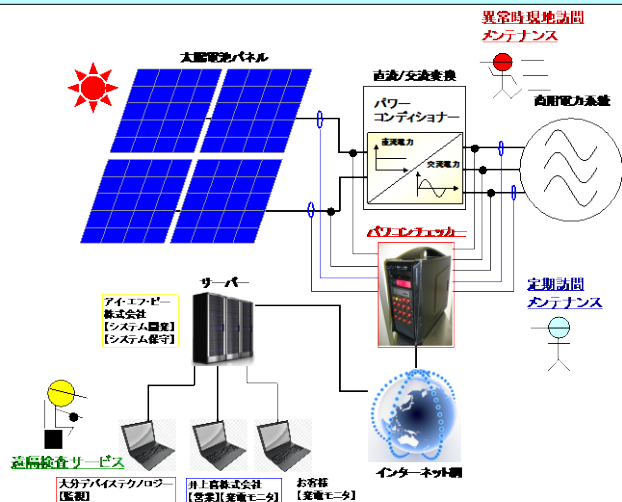 異常時現地訪問
メンテナンス
太陽電池パネル
直流/交流変換
商用電力系統
パワー
コンディショナー
直流電力
交流電力
パワコンチェッカー
サーバー
アイ・エフ・ピー
株式会社
【システム開発】
【システム保守】
定期訪問
メンテナンス
遠隔検査サービス
インターネット網
大分デバイステクノロジー
【監視】
井上喜株式会社
【営業】【発電モニタ】
お客様
【発電モニタ】